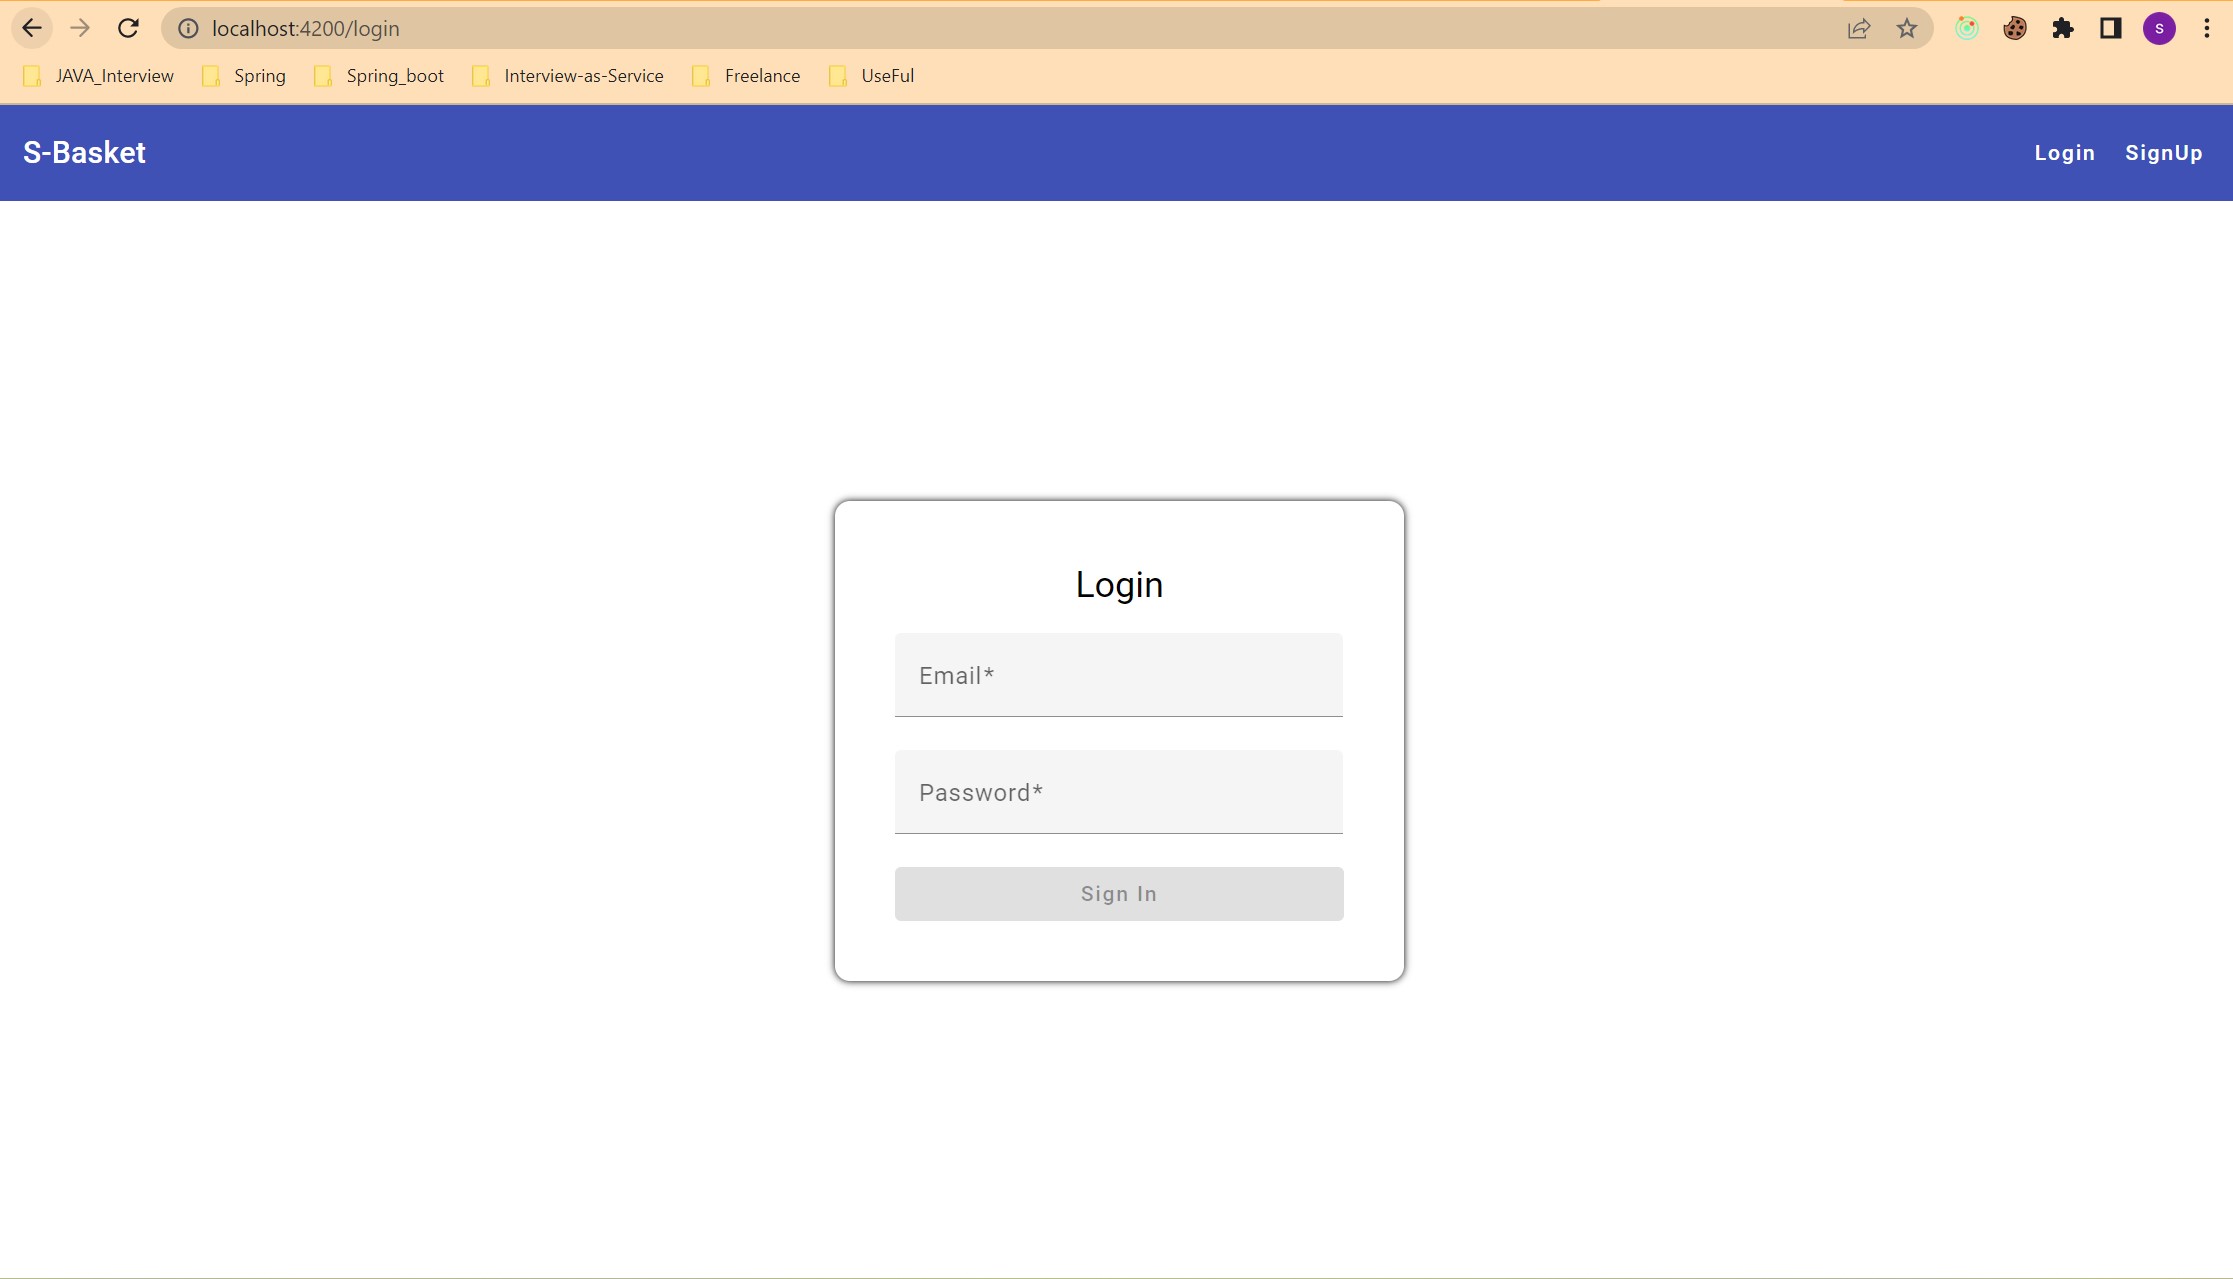 localhost:4200/login
S
JAVA_Interview Spring Spring_boot Interview-as-Service Freelance UseFul
S-Basket Login SignUp
Login
Email*
Password*
Sign In